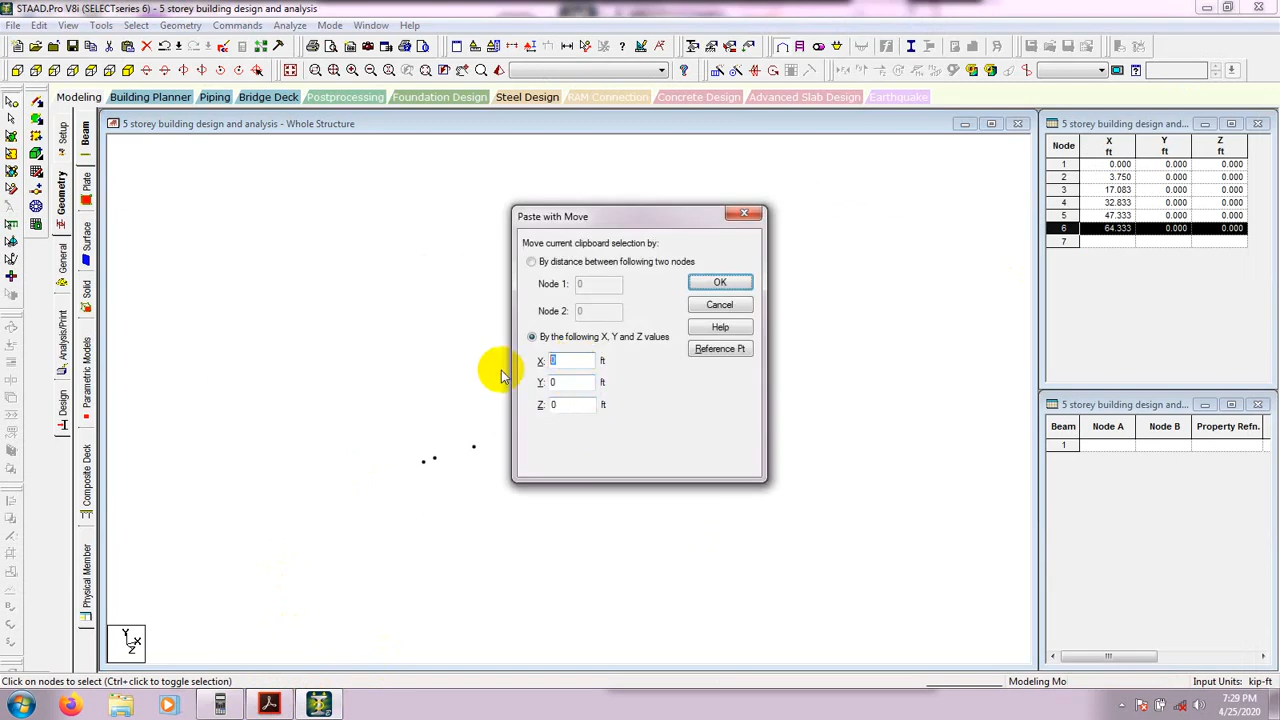 STAAD.Pro V8i (SELECTseries 6) - 5 storey building design and analysis
File Edit View Tools Select Geometry Commands Analyze Mode Window Help
Modeling Building Planner Piping Bridge Deck Postprocessing Foundation Design Steel Design RAM Connection Concrete Design Advanced Slab Design Earthquake
5 storey building design and analysis - Whole Structure
Setup
Geometry
General
Analysis/Print
Design
Beam
Plate
Surface
Solid
Parametric Models
Composite Deck
Physical Member
Paste with Move
Move current clipboard selection by:
By distance between following two nodes
Node 1: 0
Node 2: 0
By the following X, Y and Z values
X: 0 ft
Y: 0 ft
Z: 0 ft
OK
Cancel
Help
Reference Pt
5 storey building design and...
Node X ft Y ft Z ft
1 0.000 0.000 0.000
2 3.750 0.000 0.000
3 17.083 0.000 0.000
4 32.833 0.000 0.000
5 47.333 0.000 0.000
6 64.333 0.000 0.000
7
5 storey building design and...
Beam Node A Node B Property Refn.
1
Y
X
Z
Click on nodes to select (Ctrl+click to toggle selection)
Modeling Mo
Input Units: kip-ft
7:29 PM
4/25/2020